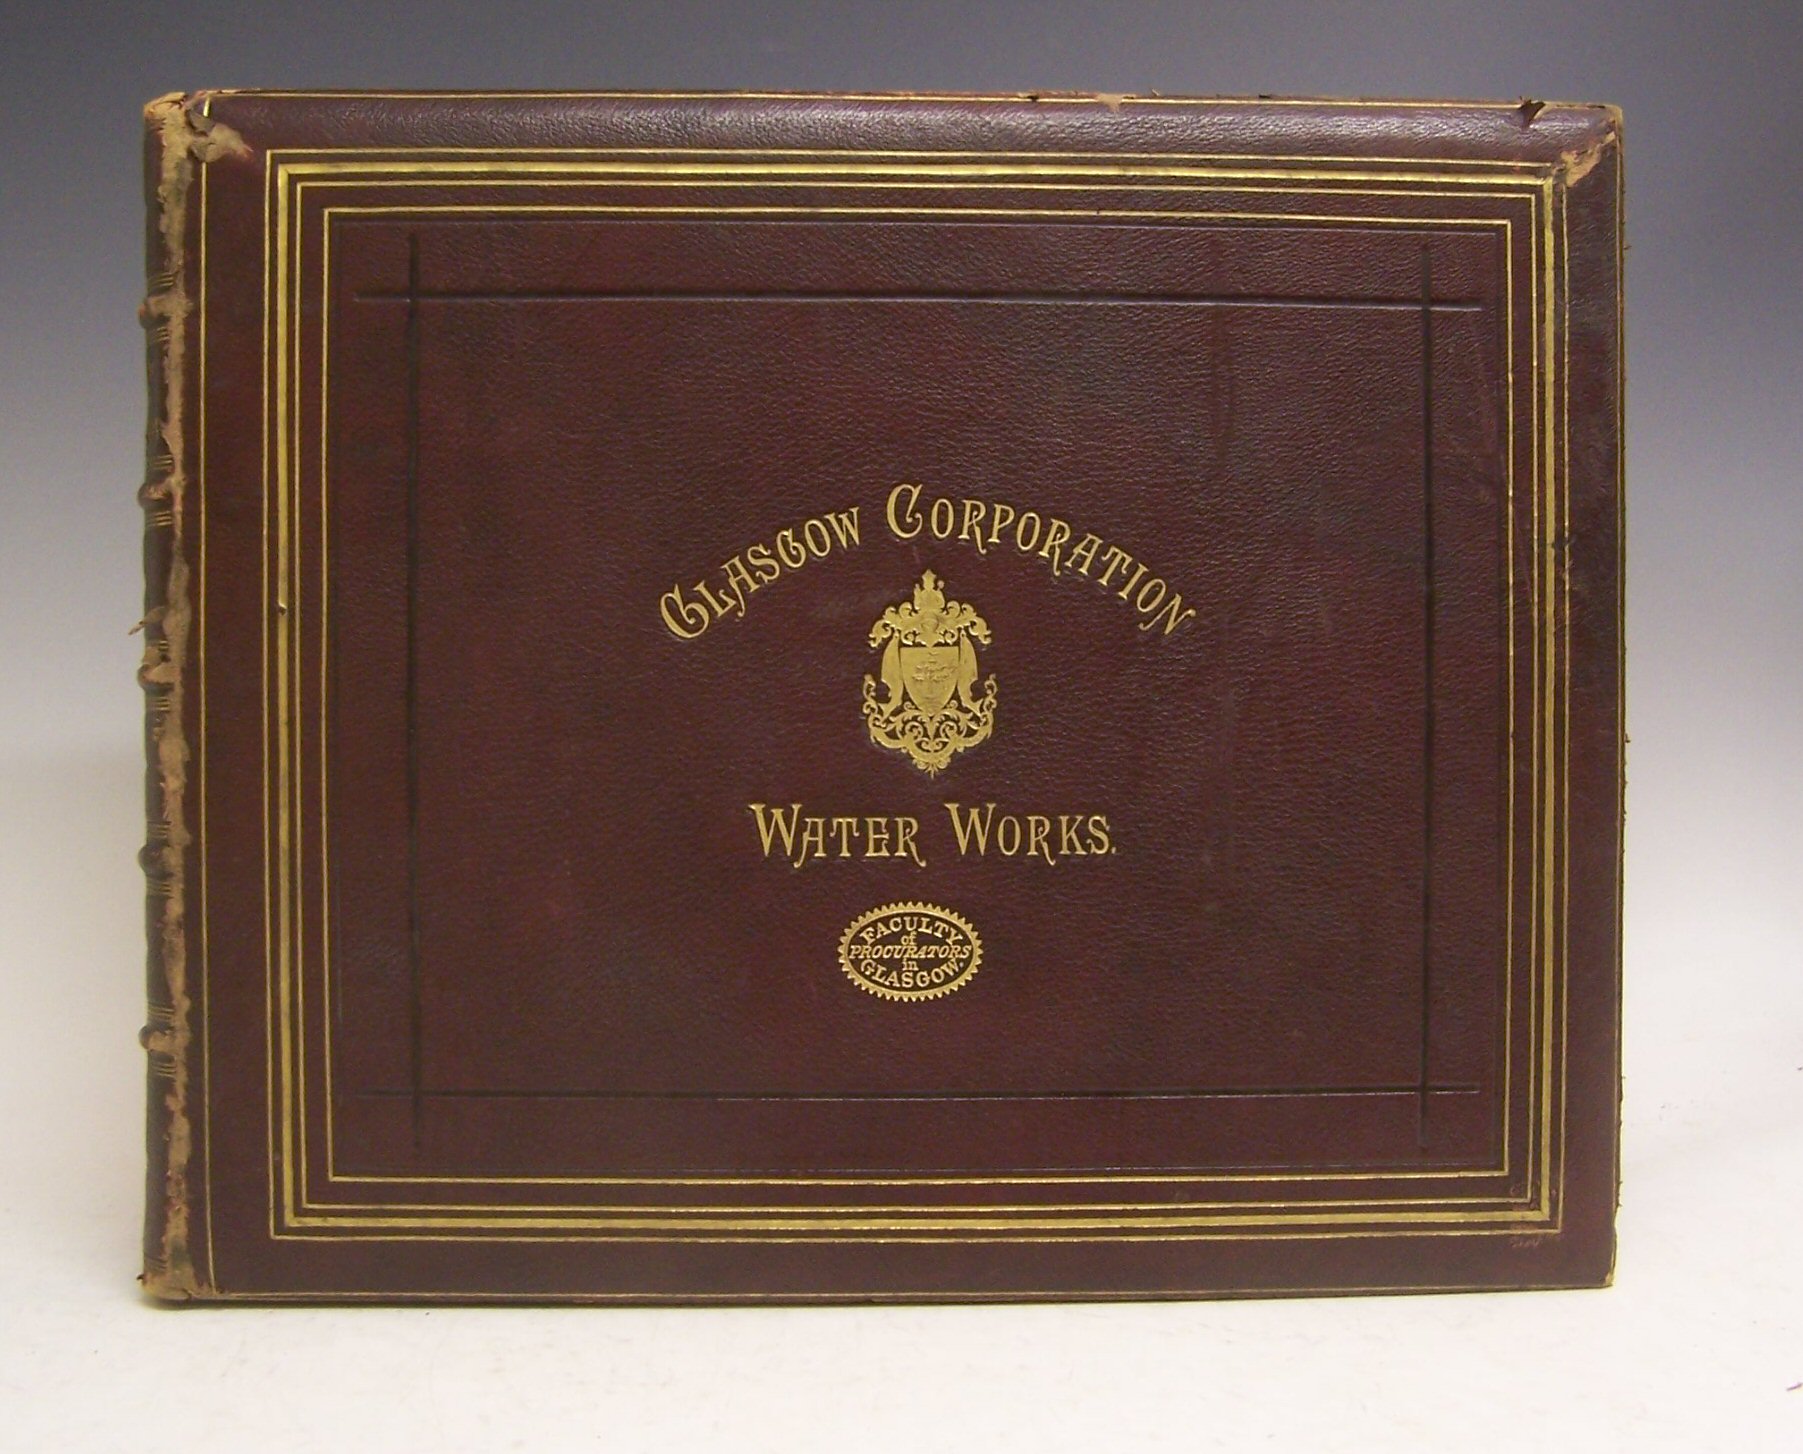 GLASGOW CORPORATION
WATER WORKS.
FACULTY
of
PROCURATORS
in
GLASGOW.